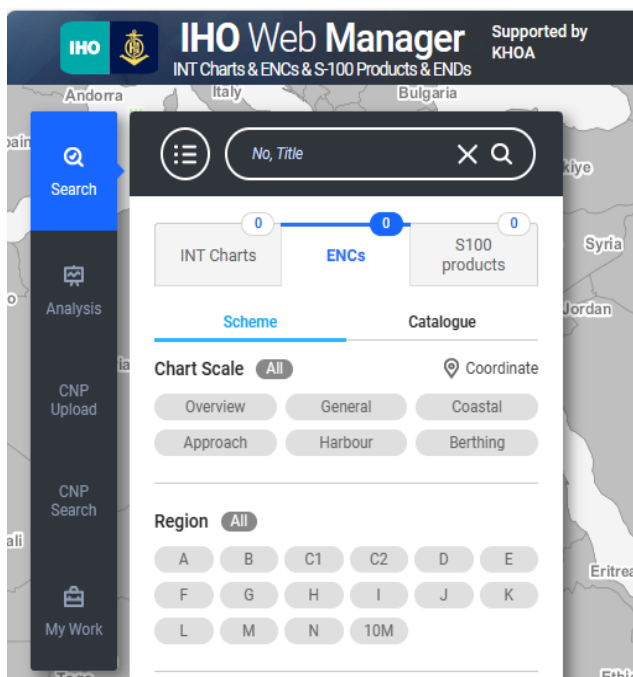 IHO
IHO Web Manager
INT Charts & ENCs & S-100 Products & ENDs
Supported by
KHOA
Andorra
Italy
Bulgaria
Search
No, Title
Syria
0
0
0
INT Charts
ENCs
S100
products
Analysis
Jordan
Scheme
Catalogue
Chart Scale
All
Coordinate
CNP
Upload
Overview
General
Coastal
Approach
Harbour
Berthing
CNP
Search
Region
All
A
B
C1
C2
D
E
F
G
H
I
J
K
L
M
N
10M
My Work